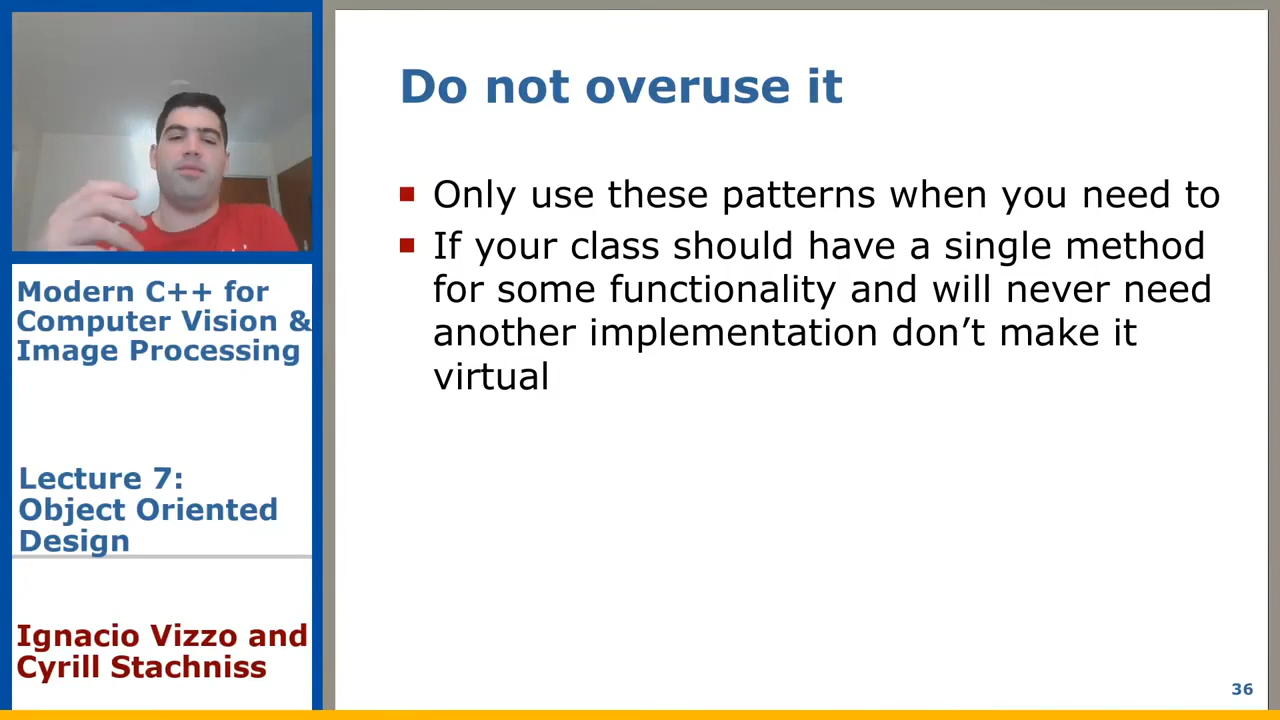 Do not overuse it
Only use these patterns when you need to
If your class should have a single method
for some functionality and will never need
another implementation don’t make it
virtual
Modern C++ for
Computer Vision &
Image Processing
Lecture 7:
Object Oriented
Design
Ignacio Vizzo and
Cyrill Stachniss
36